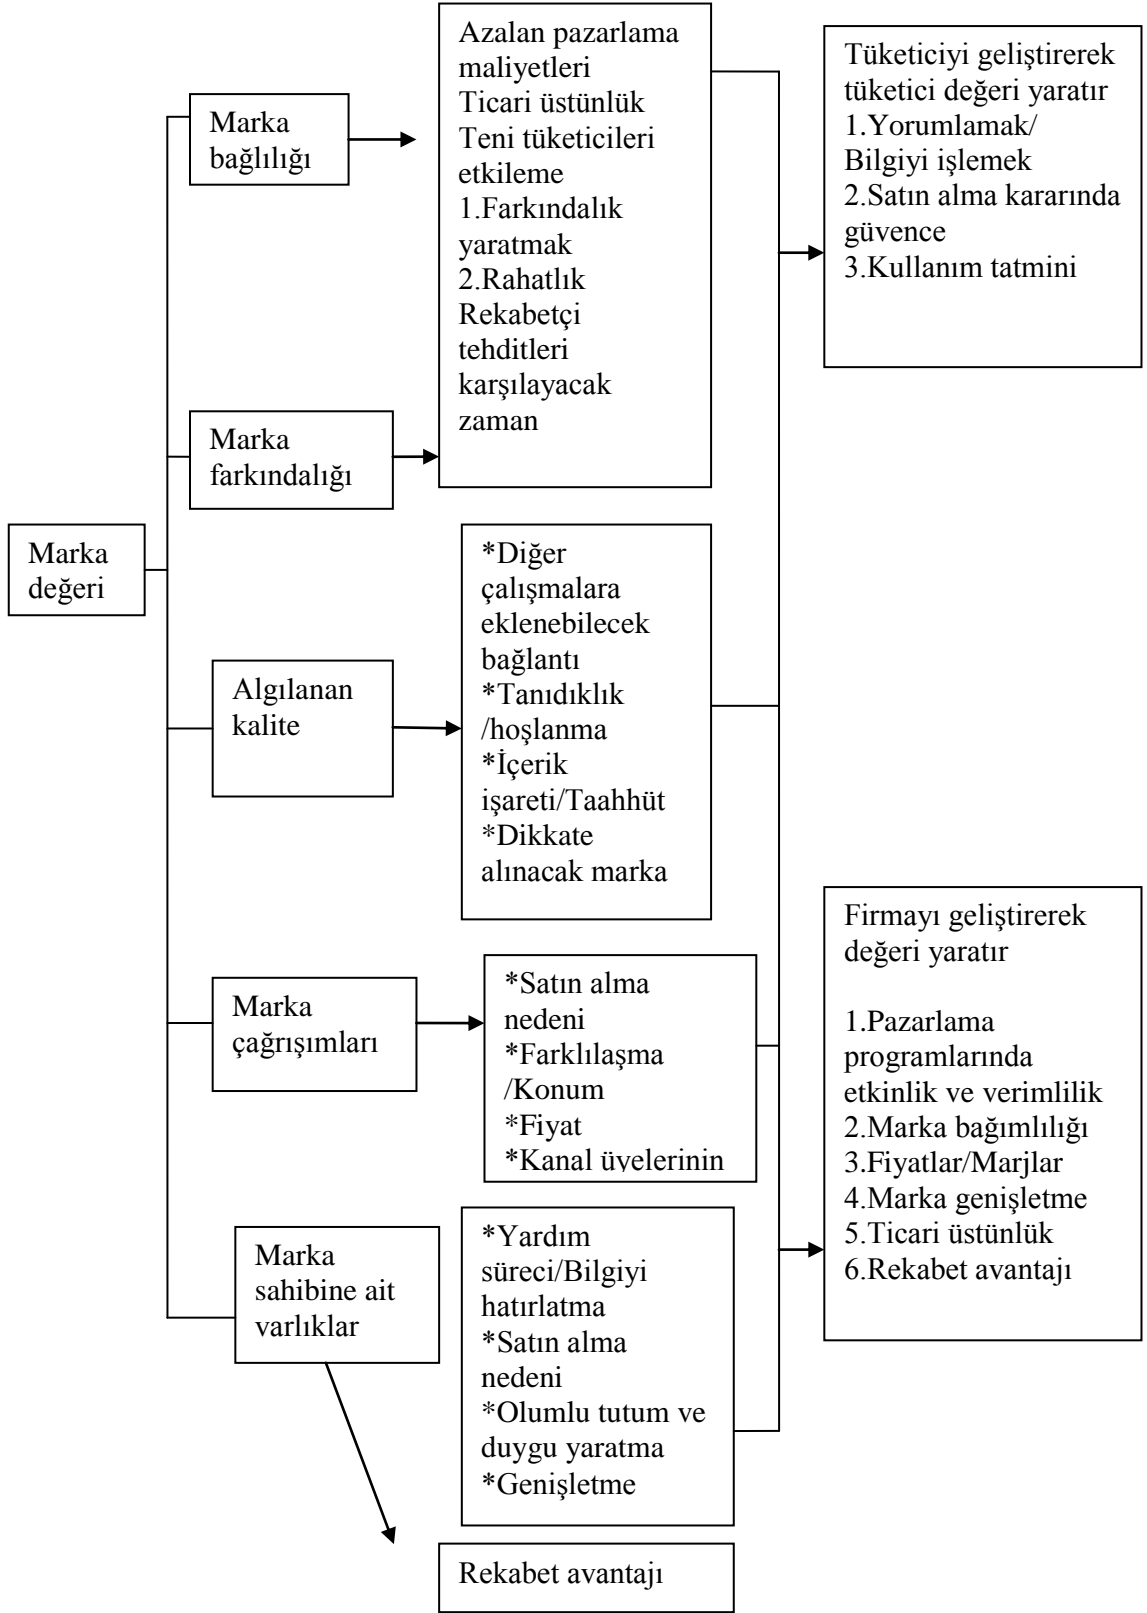 Marka
değeri
Marka
bağlılığı
Marka
farkındalığı
Algılanan
kalite
Marka
çağrışımları
Marka
sahibine ait
varlıklar
Azalan pazarlama
maliyetleri
Ticari üstünlük
Teni tüketicileri
etkileme
1.Farkındalık
yaratmak
2.Rahatlık
Rekabetçi
tehditleri
karşılayacak
zaman
*Diğer
çalışmalara
eklenebilecek
bağlantı
*Tanıdıklık
/hoşlanma
*İçerik
işareti/Taahhüt
*Dikkate
alınacak marka
*Satın alma
nedeni
*Farklılaşma
/Konum
*Fiyat
*Kanal üyelerinin
*Yardım
süreci/Bilgiyi
hatırlatma
*Satın alma
nedeni
*Olumlu tutum ve
duygu yaratma
*Genişletme
Rekabet avantajı
Tüketiciyi geliştirerek
tüketici değeri yaratır
1.Yorumlamak/
Bilgiyi işlemek
2.Satın alma kararında
güvence
3.Kullanım tatmini
Firmayı geliştirerek
değeri yaratır
1.Pazarlama
programlarında
etkinlik ve verimlilik
2.Marka bağımlılığı
3.Fiyatlar/Marjlar
4.Marka genişletme
5.Ticari üstünlük
6.Rekabet avantajı